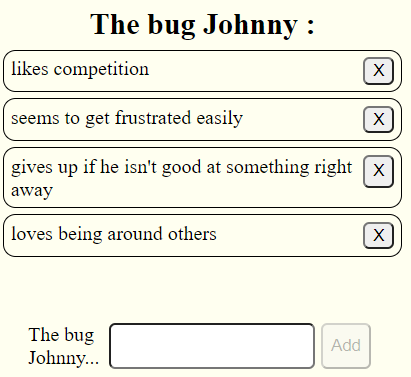 The bug Johnny :
likes competition X
seems to get frustrated easily X
gives up if he isn't good at something right X
away
loves being around others X
The bug
Johnny... Add